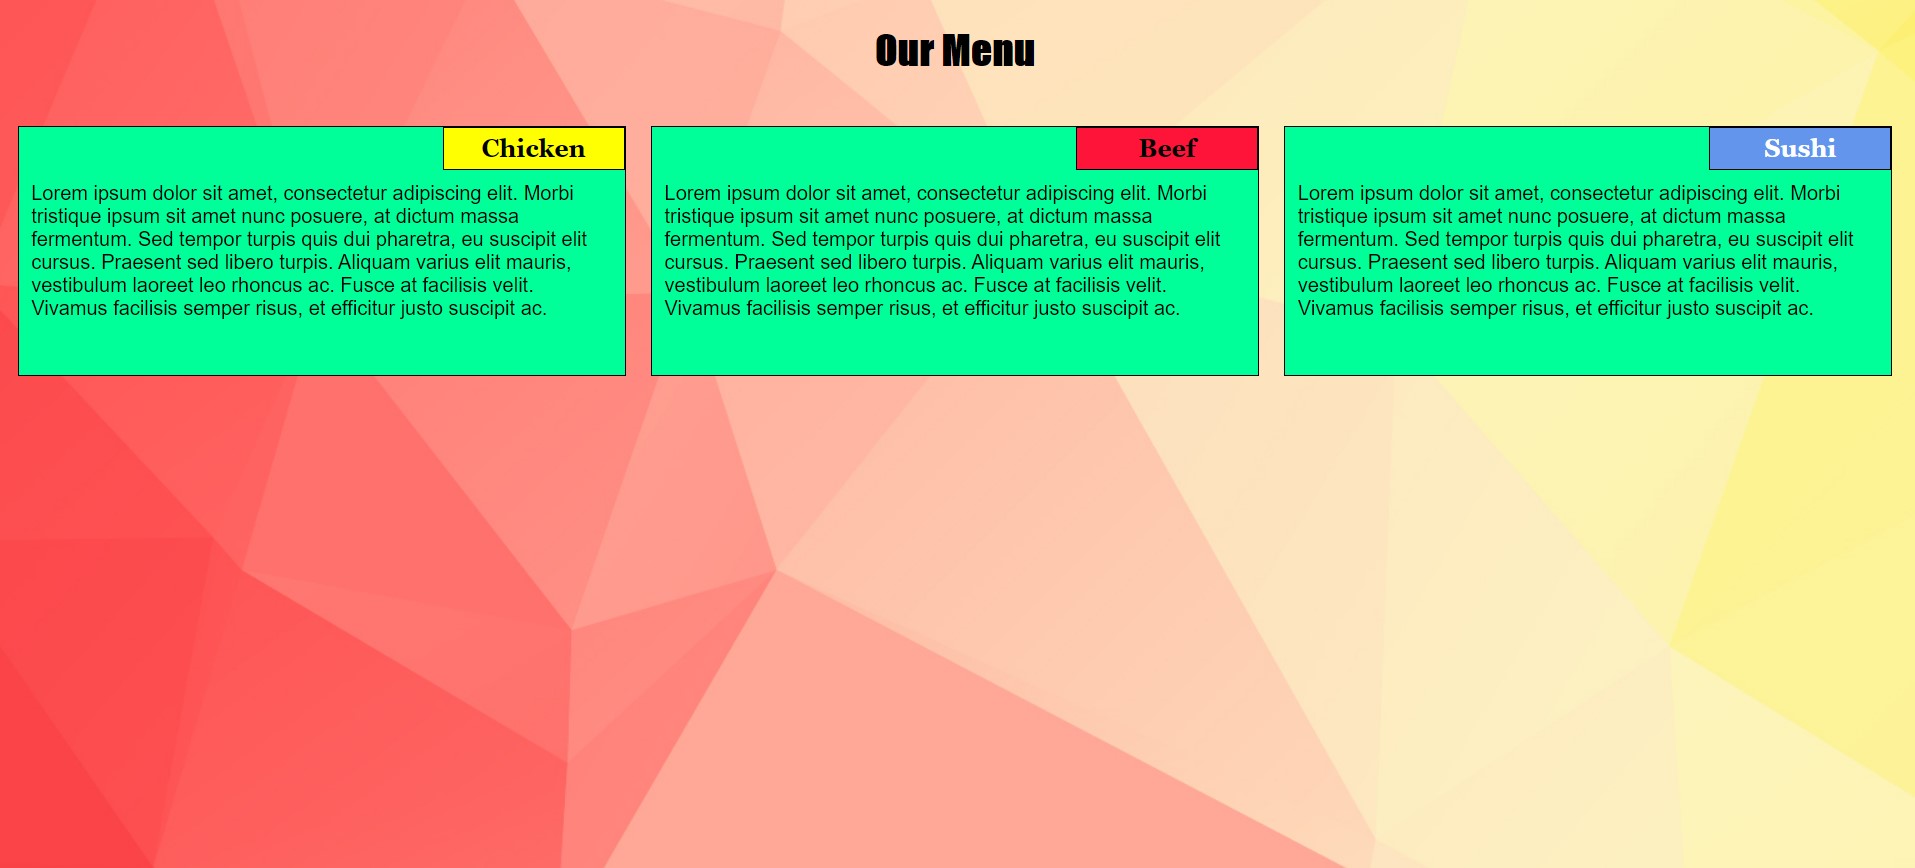 Our Menu
Chicken
Lorem ipsum dolor sit amet, consectetur adipiscing elit. Morbi
tristique ipsum sit amet nunc posuere, at dictum massa
fermentum. Sed tempor turpis quis dui pharetra, eu suscipit elit
cursus. Praesent sed libero turpis. Aliquam varius elit mauris,
vestibulum laoreet leo rhoncus ac. Fusce at facilisis velit.
Vivamus facilisis semper risus, et efficitur justo suscipit ac.
Beef
Lorem ipsum dolor sit amet, consectetur adipiscing elit. Morbi
tristique ipsum sit amet nunc posuere, at dictum massa
fermentum. Sed tempor turpis quis dui pharetra, eu suscipit elit
cursus. Praesent sed libero turpis. Aliquam varius elit mauris,
vestibulum laoreet leo rhoncus ac. Fusce at facilisis velit.
Vivamus facilisis semper risus, et efficitur justo suscipit ac.
Sushi
Lorem ipsum dolor sit amet, consectetur adipiscing elit. Morbi
tristique ipsum sit amet nunc posuere, at dictum massa
fermentum. Sed tempor turpis quis dui pharetra, eu suscipit elit
cursus. Praesent sed libero turpis. Aliquam varius elit mauris,
vestibulum laoreet leo rhoncus ac. Fusce at facilisis velit.
Vivamus facilisis semper risus, et efficitur justo suscipit ac.